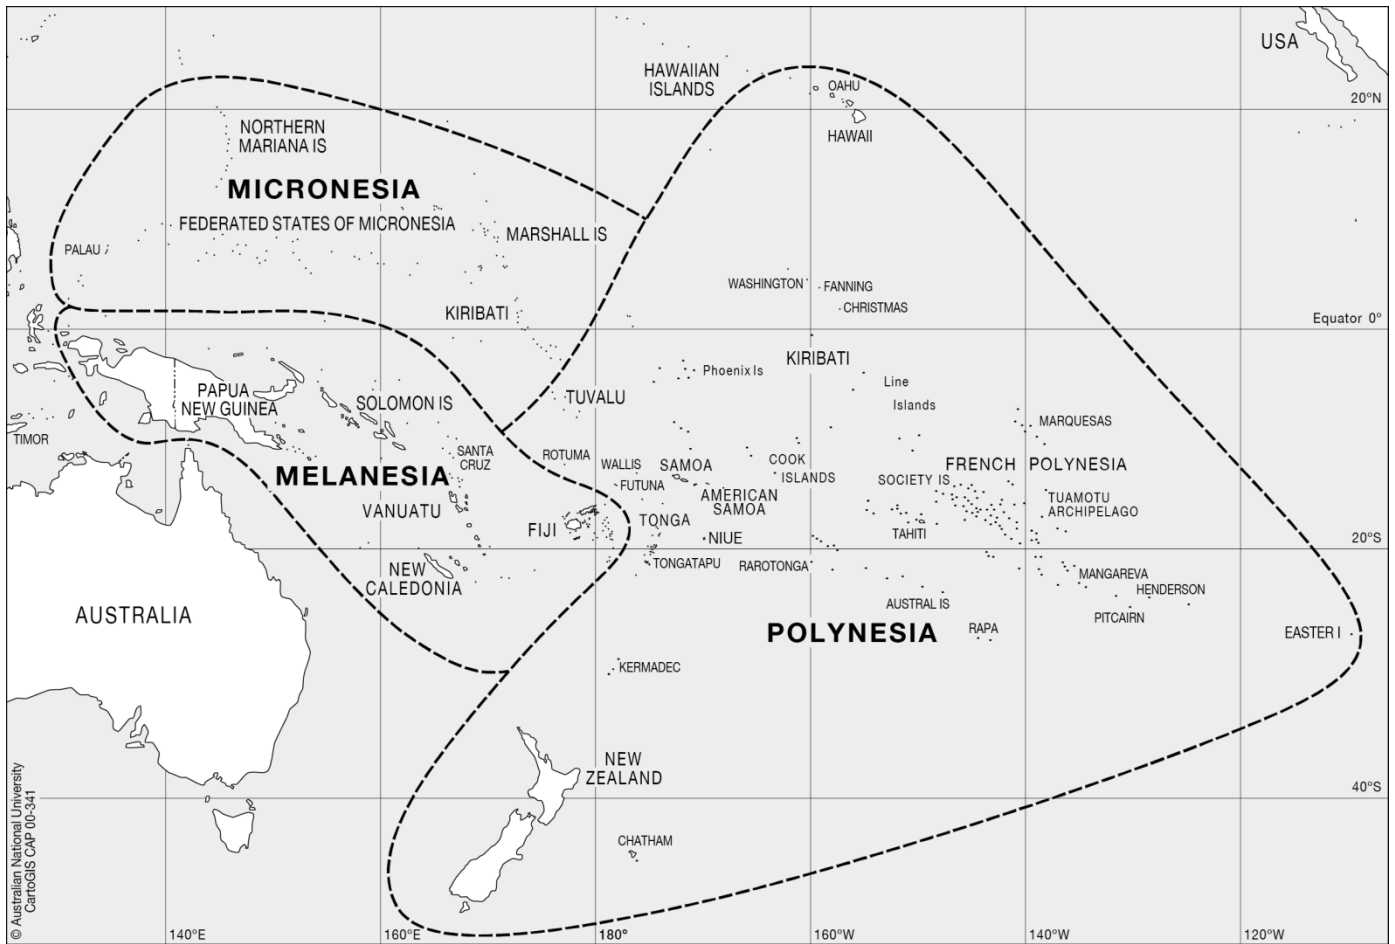 USA
HAWAIIAN
ISLANDS
OAHU
20°N
HAWAII
NORTHERN
MARIANA IS
MICRONESIA
FEDERATED STATES OF MICRONESIA
MARSHALL IS
PALAU
WASHINGTON
FANNING
CHRISTMAS
KIRIBATI
Equator 0°
KIRIBATI
Phoenix Is
Line
Islands
PAPUA
NEW GUINEA
SOLOMON IS
TUVALU
MARQUESAS
TIMOR
SANTA
CRUZ
ROTUMA
MELANESIA
WALLIS
FUTUNA
SAMOA
COOK
ISLANDS
FRENCH POLYNESIA
SOCIETY IS
AMERICAN
SAMOA
TUAMOTU
ARCHIPELAGO
VANUATU
FIJI
TONGA
NIUE
TAHITI
20°S
TONGATAPU
RAROTONGA
NEW
CALEDONIA
MANGAREVA
HENDERSON
AUSTRAL IS
PITCAIRN
AUSTRALIA
POLYNESIA
RAPA
EASTER I
KERMADEC
NEW
ZEALAND
40°S
CHATHAM
© Australian National University
CartoGIS CAP 00-341
140°E
160°E
180°
160°W
140°W
120°W